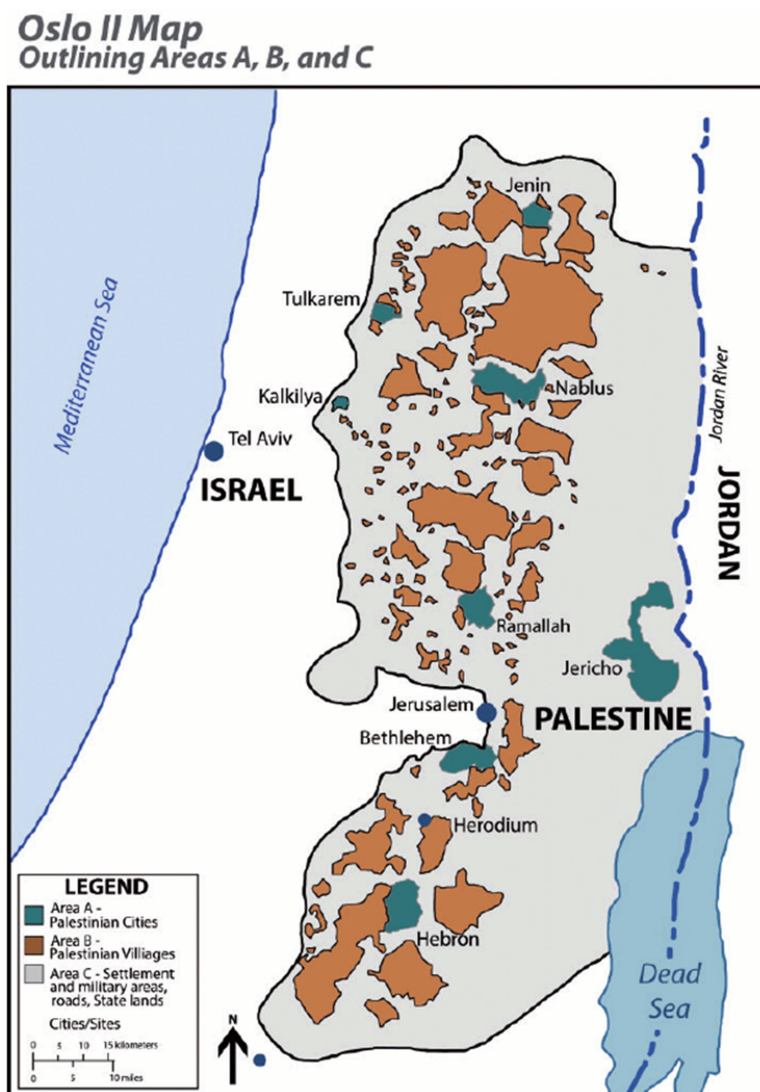 Oslo II Map
Outlining Areas A, B, and C
Jenin
Tulkarem
Mediterranean Sea
Nablus
Kalkilya
Jordan River
Tel Aviv
ISRAEL
JORDAN
Ramallah
Jericho
Jerusalem
PALESTINE
Bethlehem
Herodium
Hebron
Dead
Sea
LEGEND
Area A -
Palestinian Cities
Area B -
Palestinian Villiages
Area C - Settlement
and military areas,
roads, State lands
Cities/Sites
0 5 10 15 kilometers
0 5 10 miles
N